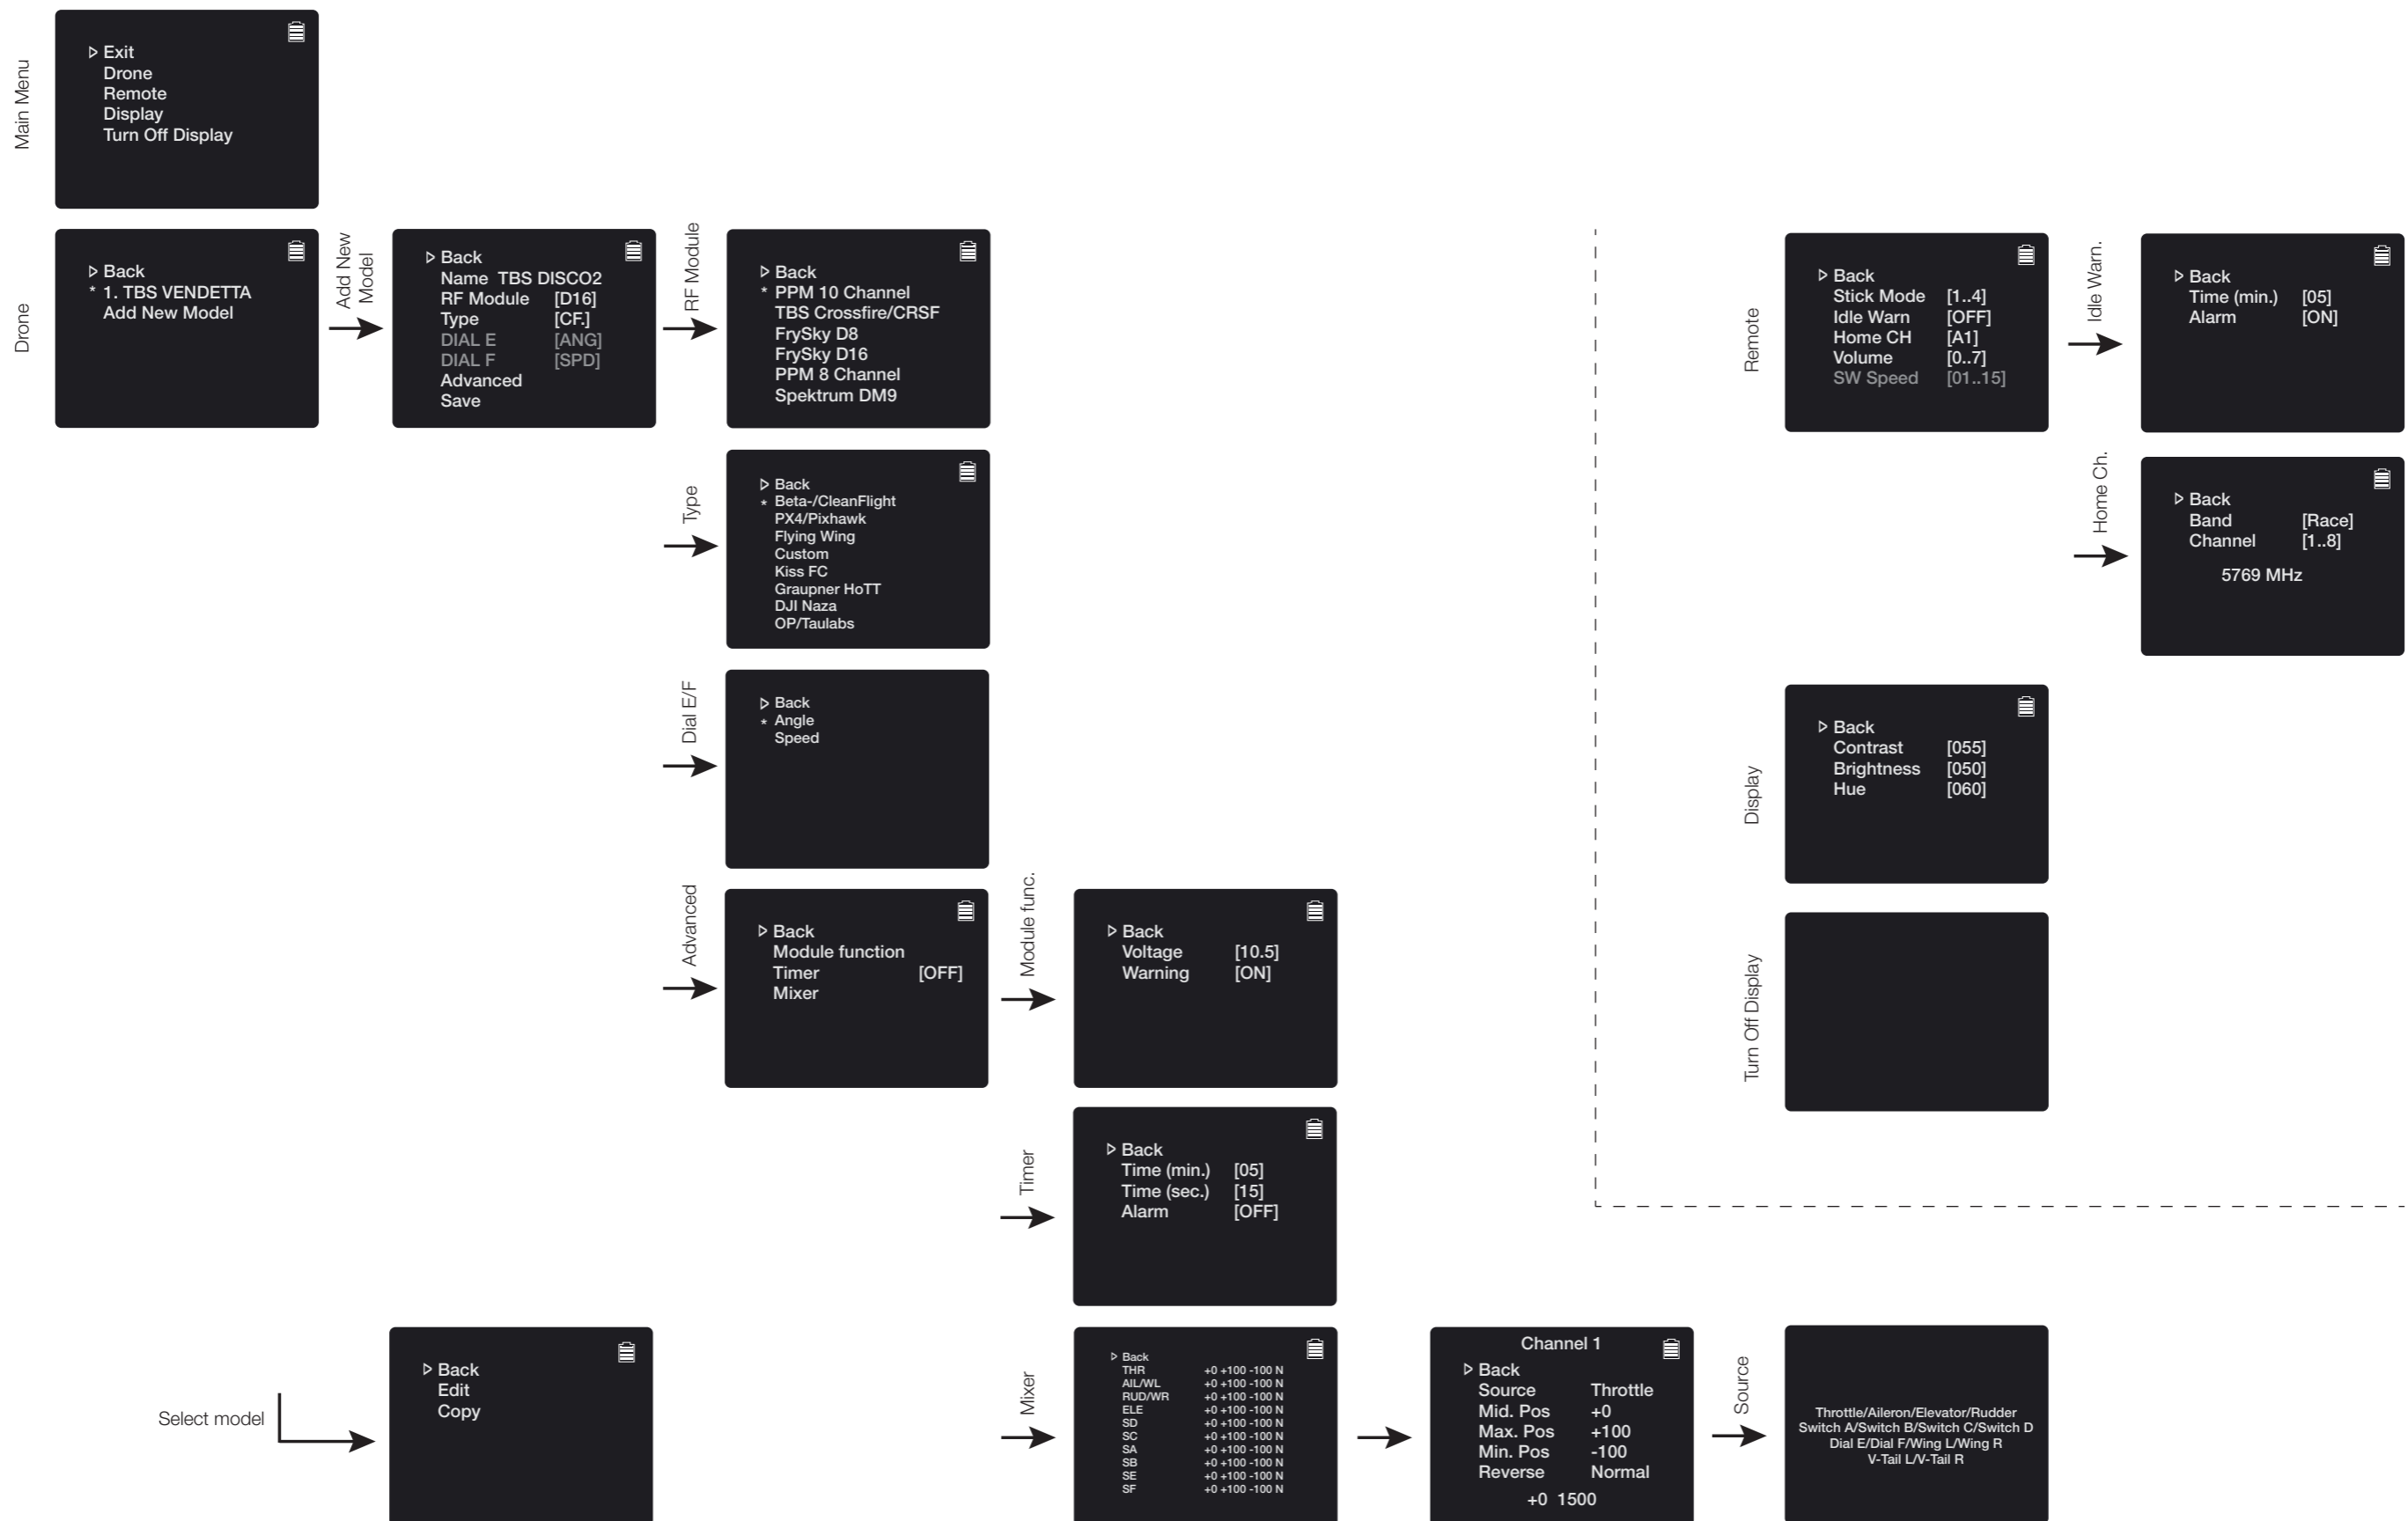 Main Menu
Exit
Drone
Remote
Display
Turn Off Display
Drone
Back
* 1. TBS VENDETTA
Add New Model
Add New
Model
Back
Name TBS DISCO2
RF Module [D16]
Type [CF.]
DIAL E [ANG]
DIAL F [SPD]
Advanced
Save
RF Module
Back
* PPM 10 Channel
TBS Crossfire/CRSF
FrySky D8
FrySky D16
PPM 8 Channel
Spektrum DM9
Type
Back
* Beta-/CleanFlight
PX4/Pixhawk
Flying Wing
Custom
Kiss FC
Graupner HoTT
DJI Naza
OP/Taulabs
Dial E/F
Back
* Angle
Speed
Advanced
Back
Module function
Timer [OFF]
Mixer
Module func.
Back
Voltage [10.5]
Warning [ON]
Timer
Back
Time (min.) [05]
Time (sec.) [15]
Alarm [OFF]
Select model
Back
Edit
Copy
Mixer
Back
THR +0 +100 -100 N
AIL/WL +0 +100 -100 N
RUD/WR +0 +100 -100 N
ELE +0 +100 -100 N
SD +0 +100 -100 N
SC +0 +100 -100 N
SA +0 +100 -100 N
SB +0 +100 -100 N
SE +0 +100 -100 N
SF +0 +100 -100 N
Channel 1
Back
Source Throttle
Mid. Pos +0
Max. Pos +100
Min. Pos -100
Reverse Normal
+0 1500
Source
Throttle/Aileron/Elevator/Rudder
Switch A/Switch B/Switch C/Switch D
Dial E/Dial F/Wing L/Wing R
V-Tail L/V-Tail R
Remote
Back
Stick Mode [1..4]
Idle Warn [OFF]
Home CH [A1]
Volume [0..7]
SW Speed [01..15]
Idle Warn.
Back
Time (min.) [05]
Alarm [ON]
Home Ch.
Back
Band [Race]
Channel [1..8]
5769 MHz
Display
Back
Contrast [055]
Brightness [050]
Hue [060]
Turn Off Display